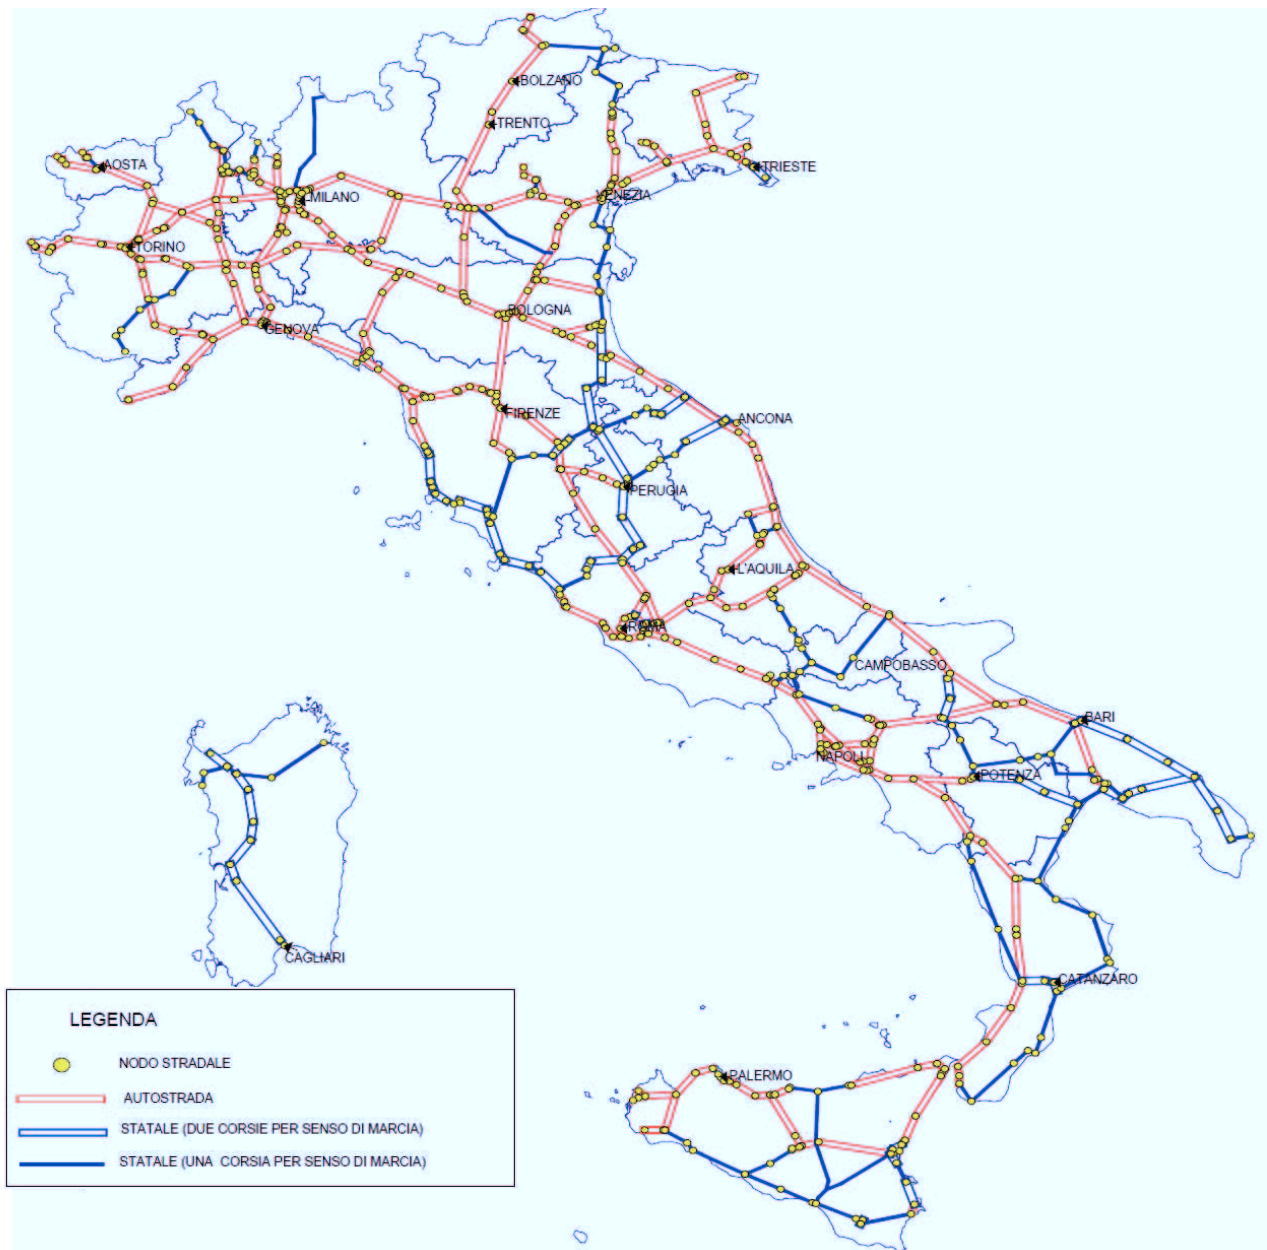 BOLZANO
TRENTO
AOSTA
TRIESTE
MILANO
VENEZIA
TORINO
BOLOGNA
GENOVA
FIRENZE
ANCONA
PERUGIA
L'AQUILA
ROMA
CAMPOBASSO
BARI
NAPOLI
POTENZA
CAGLIARI
CATANZARO
PALERMO
LEGENDA
NODO STRADALE
AUTOSTRADA
STATALE (DUE CORSIE PER SENSO DI MARCIA)
STATALE (UNA CORSIA PER SENSO DI MARCIA)